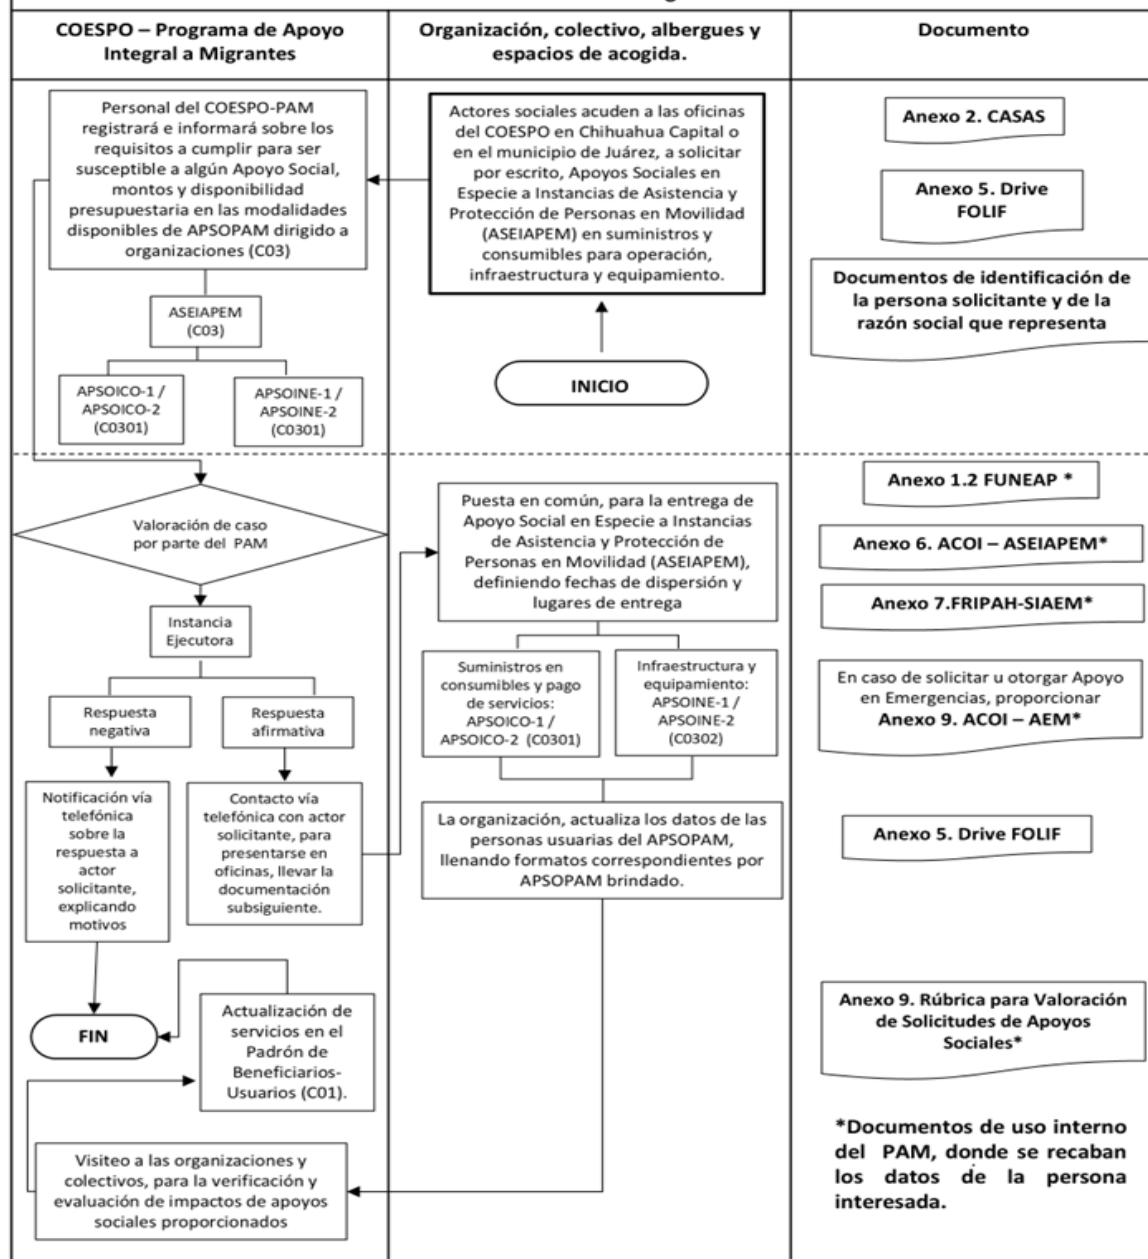 COESPO – Programa de Apoyo
Integral a Migrantes
Organización, colectivo, albergues y
espacios de acogida.
Documento
Personal del COESPO-PAM
registrará e informará sobre los
requisitos a cumplir para ser
susceptible a algún Apoyo Social,
montos y disponibilidad
presupuestaria en las modalidades
disponibles de APSOPAM dirigido a
organizaciones (C03)
Actores sociales acuden a las oficinas
del COESPO en Chihuahua Capital o
en el municipio de Juárez, a solicitar
por escrito, Apoyos Sociales en
Especie a Instancias de Asistencia y
Protección de Personas en Movilidad
(ASEIAPEM) en suministros y
consumibles para operación,
infraestructura y equipamiento.
Anexo 2. CASAS
Anexo 5. Drive
FOLIF
Documentos de identificación de
la persona solicitante y de la
razón social que representa
ASEIAPEM
(C03)
APSOICO-1 /
APSOICO-2
(C0301)
APSOINE-1 /
APSOINE-2
(C0301)
INICIO
Valoración de caso
por parte del PAM
Instancia
Ejecutora
Respuesta
negativa
Respuesta
afirmativa
Notificación vía
telefónica
sobre la
respuesta a
actor
solicitante,
explicando
motivos
Contacto vía
telefónica con actor
solicitante, para
presentarse en
oficinas, llevar la
documentación
subsiguiente.
Puesta en común, para la entrega de
Apoyo Social en Especie a Instancias
de Asistencia y Protección de
Personas en Movilidad (ASEIAPEM),
definiendo fechas de dispersión y
lugares de entrega
Suministros en
consumibles y pago
de servicios:
APSOICO-1 /
APSOICO-2 (C0301)
Infraestructura y
equipamiento:
APSOINE-1 /
APSOINE-2
(C0302)
La organización, actualiza los datos de las
personas usuarias del APSOPAM,
llenando formatos correspondientes por
APSOPAM brindado.
Anexo 1.2 FUNEAP *
Anexo 6. ACOI – ASEIAPEM*
Anexo 7.FRIPAH-SIAEM*
En caso de solicitar u otorgar Apoyo
en Emergencias, proporcionar
Anexo 9. ACOI – AEM*
Anexo 5. Drive FOLIF
FIN
Actualización de
servicios en el
Padrón de
Beneficiarios-
Usuarios (C01).
Visiteo a las organizaciones y
colectivos, para la verificación y
evaluación de impactos de apoyos
sociales proporcionados
Anexo 9. Rúbrica para Valoración
de Solicitudes de Apoyos
Sociales*
*Documentos de uso interno
del PAM, donde se recaban
los datos de la persona
interesada.